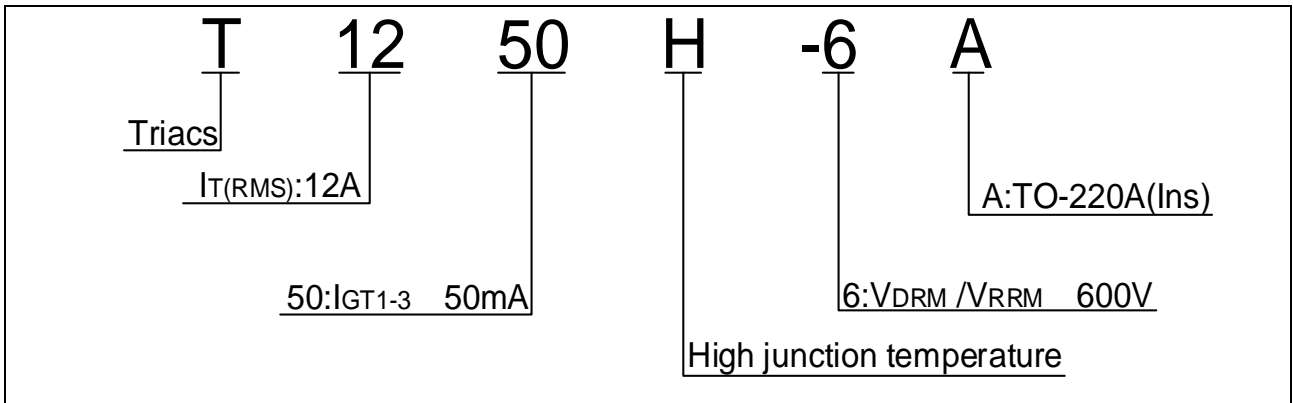 T 12 50 H -6 A
Triacs
IT(RMS):12A
A:TO-220A(Ins)
50:IGT1-3 50mA
6:VDRM /VRRM 600V
High junction temperature